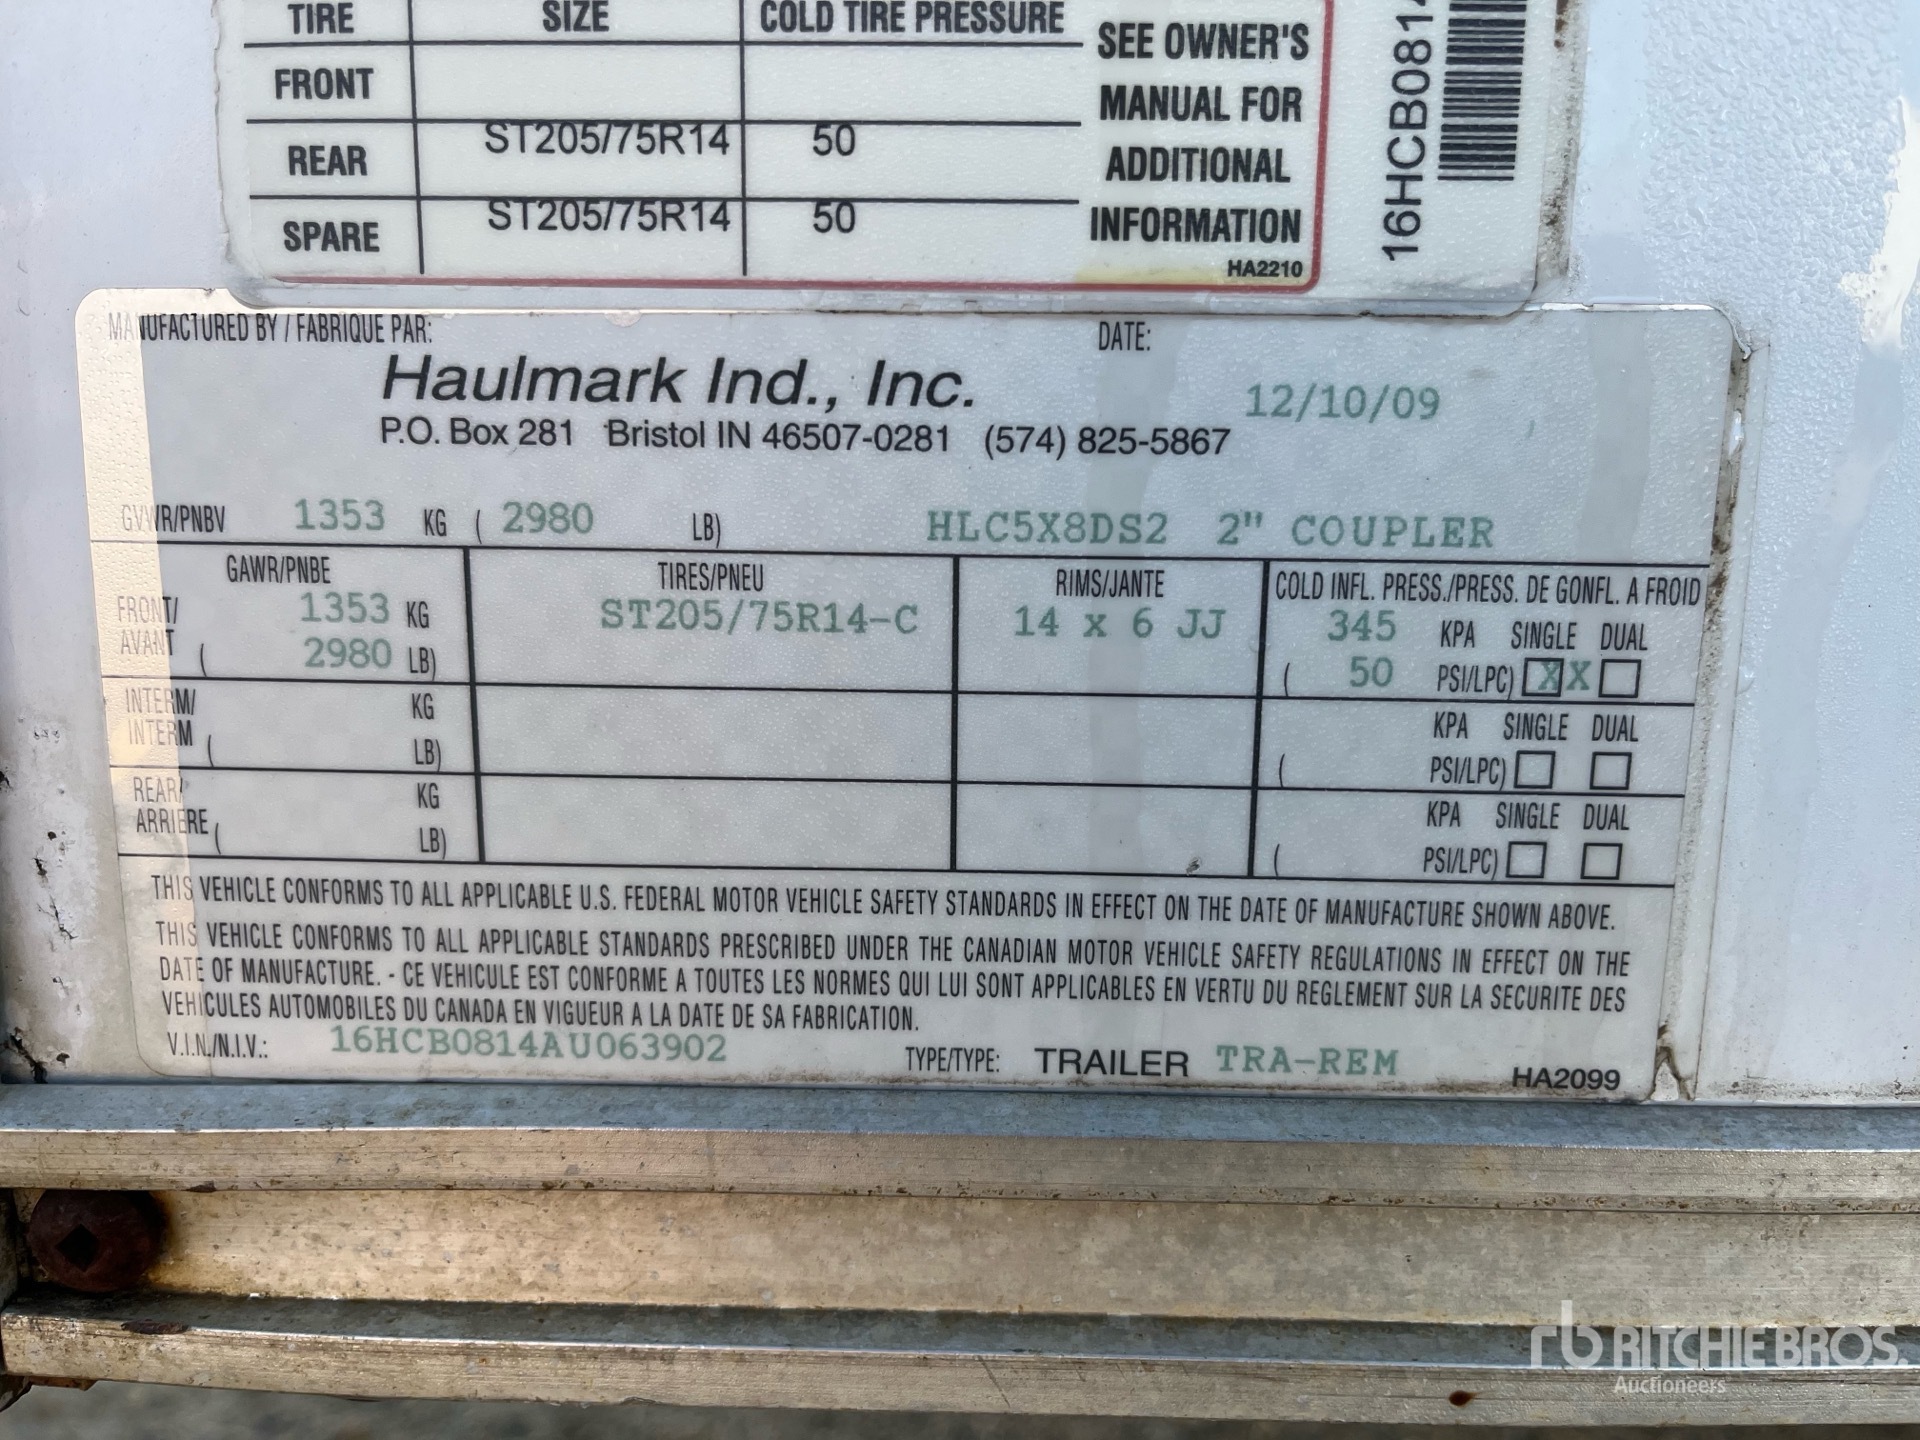 TIRE SIZE COLD TIRE PRESSURE
FRONT
REAR ST205/75R14 50
SPARE ST205/75R14 50
SEE OWNER'S
MANUAL FOR
ADDITIONAL
INFORMATION
HA2210
16HCB0814
MANUFACTURED BY / FABRIQUE PAR: DATE:
Haulmark Ind., Inc. 12/10/09
P.O. Box 281 Bristol IN 46507-0281 (574) 825-5867
GVWR/PNBV 1353 KG ( 2980 LB) HLC5X8DS2 2" COUPLER
GAWR/PNBE TIRES/PNEU RIMS/JANTE COLD INFL. PRESS./PRESS. DE GONFL. A FROID
FRONT/ 1353 KG ST205/75R14-C 14 x 6 JJ 345 KPA SINGLE DUAL
AVANT ( 2980 LB) ( 50 PSI/LPC) XX
INTERM/ KG KPA SINGLE DUAL
INTERM ( LB) ( PSI/LPC)
REAR/ KG KPA SINGLE DUAL
ARRIERE ( LB) ( PSI/LPC)
THIS VEHICLE CONFORMS TO ALL APPLICABLE U.S. FEDERAL MOTOR VEHICLE SAFETY STANDARDS IN EFFECT ON THE DATE OF MANUFACTURE SHOWN ABOVE.
THIS VEHICLE CONFORMS TO ALL APPLICABLE STANDARDS PRESCRIBED UNDER THE CANADIAN MOTOR VEHICLE SAFETY REGULATIONS IN EFFECT ON THE
DATE OF MANUFACTURE. - CE VEHICULE EST CONFORME A TOUTES LES NORMES QUI LUI SONT APPLICABLES EN VERTU DU REGLEMENT SUR LA SECURITE DES
VEHICULES AUTOMOBILES DU CANADA EN VIGUEUR A LA DATE DE SA FABRICATION.
V.I.N./N.I.V.: 16HCB0814AU063902 TYPE/TYPE: TRAILER TRA-REM HA2099
rb RITCHIE BROS.
Auctioneers